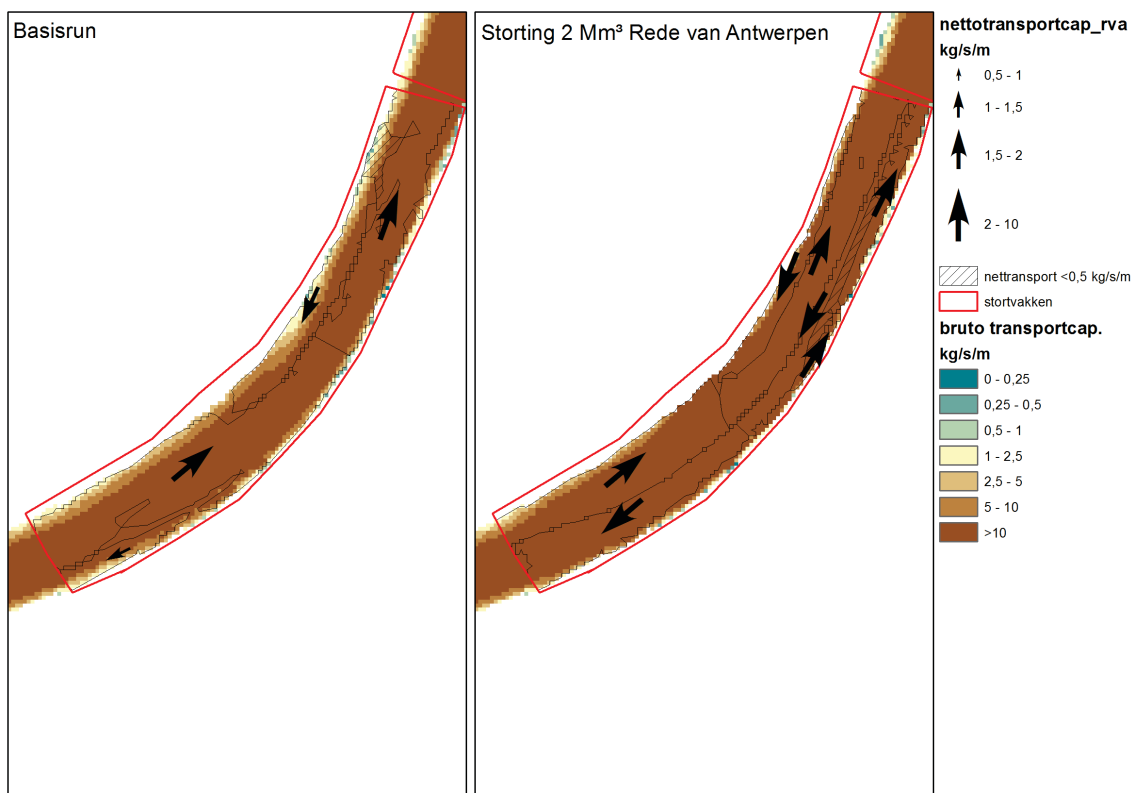 Basisrun
Storting 2 Mm³ Rede van Antwerpen
nettotransportcap_rva
kg/s/m
0,5 - 1
1 - 1,5
1,5 - 2
2 - 10
nettransport <0,5 kg/s/m
stortvakken
bruto transportcap.
kg/s/m
0 - 0,25
0,25 - 0,5
0,5 - 1
1 - 2,5
2,5 - 5
5 - 10
>10